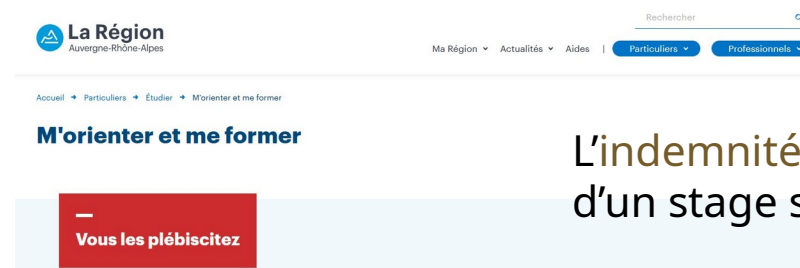 La Région
Auvergne-Rhône-Alpes
Rechercher
Ma Région Actualités Aides | Particuliers Professionnels
Accueil → Particuliers → Étudier → M'orienter et me former
M'orienter et me former
L'indemnité
d'un stage s
Vous les plébiscitez